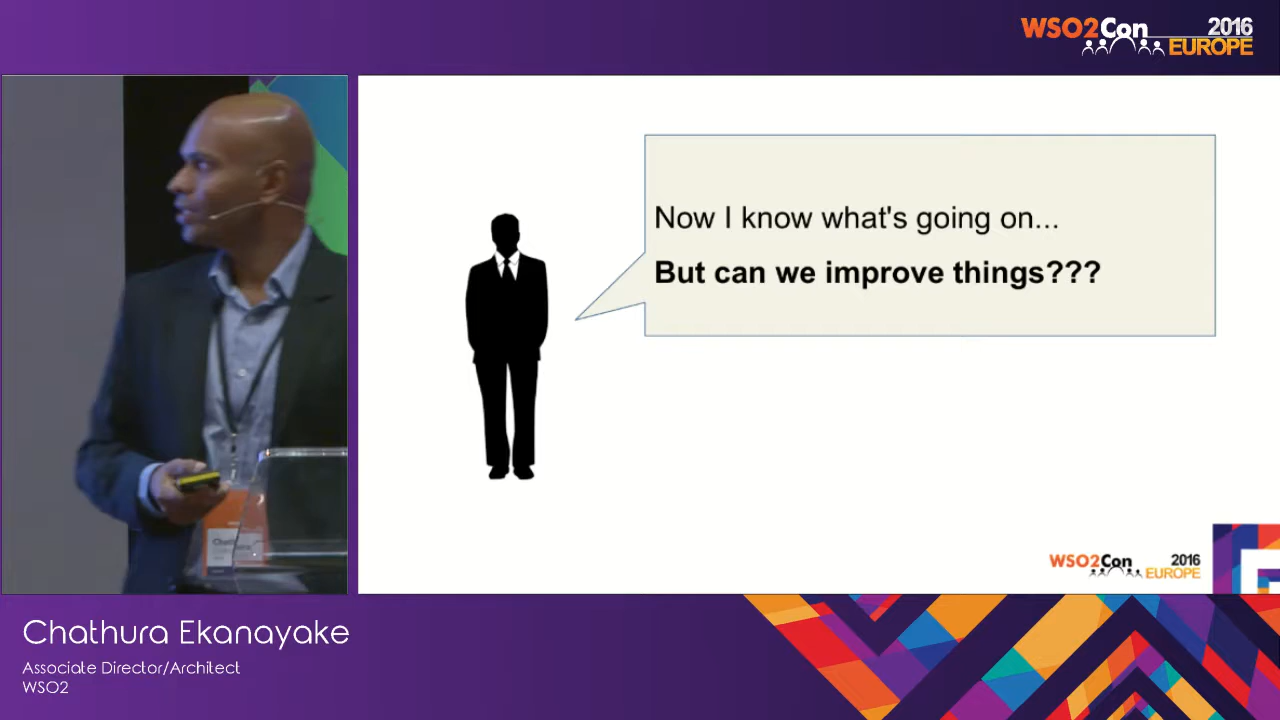 WSO2Con 2016
EUROPE
Now I know what's going on...
But can we improve things???
WSO2Con 2016
EUROPE
Chathura Ekanayake
Associate Director/Architect
WSO2